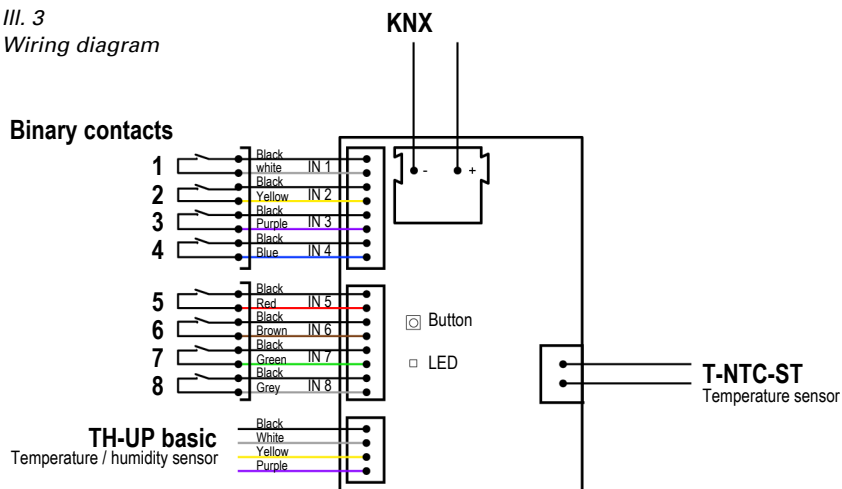 Ill. 3
Wiring diagram
KNX
- +
Binary contacts
1 Black
white IN 1
2 Black
Yellow IN 2
3 Black
Purple IN 3
4 Black
Blue IN 4
5 Black
Red IN 5
6 Black
Brown IN 6
7 Black
Green IN 7
8 Black
Grey IN 8
Button
LED
T-NTC-ST
Temperature sensor
TH-UP basic
Temperature / humidity sensor
Black
White
Yellow
Purple